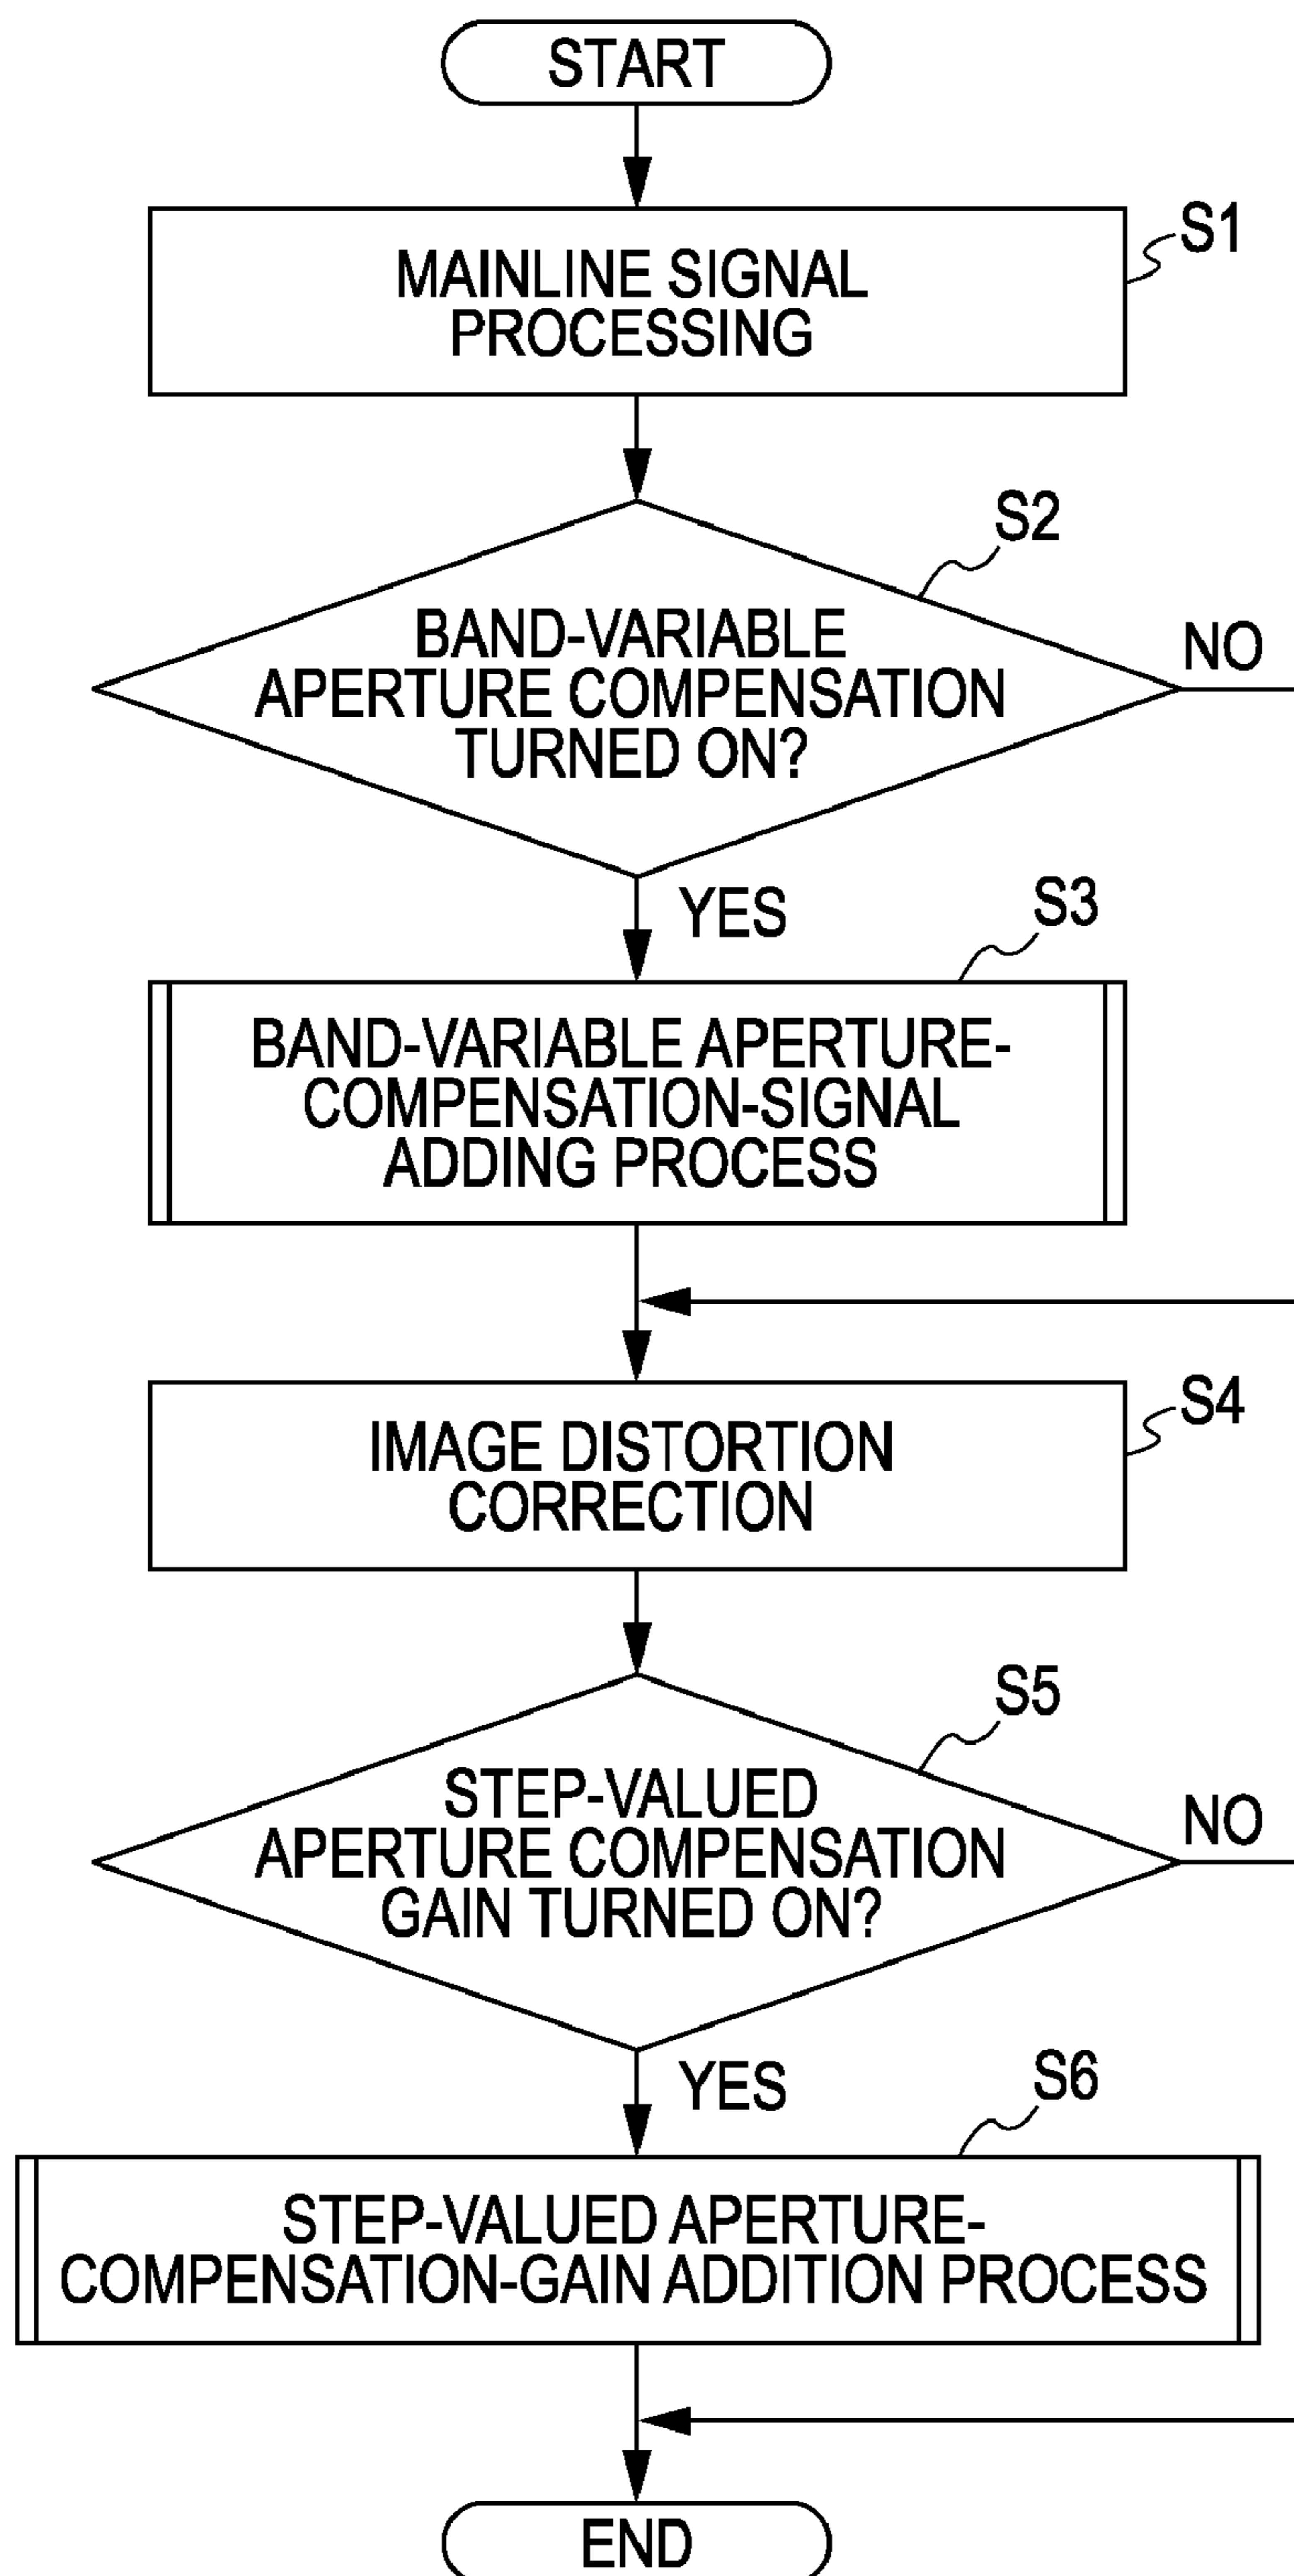 START
S1
MAINLINE SIGNAL
PROCESSING
S2
BAND-VARIABLE
APERTURE COMPENSATION
TURNED ON?
NO
YES
S3
BAND-VARIABLE APERTURE-
COMPENSATION-SIGNAL
ADDING PROCESS
S4
IMAGE DISTORTION
CORRECTION
S5
STEP-VALUED
APERTURE COMPENSATION
GAIN TURNED ON?
NO
YES
S6
STEP-VALUED APERTURE-
COMPENSATION-GAIN ADDITION PROCESS
END